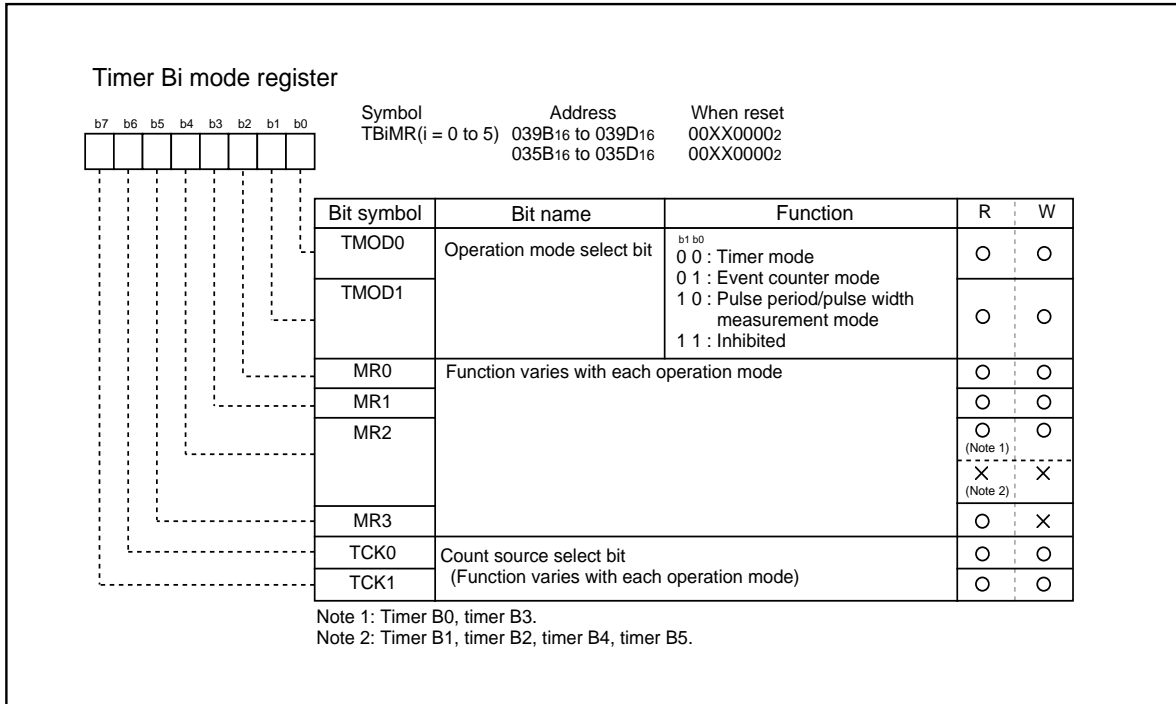 Timer Bi mode register
Symbol Address When reset
TBiMR(i = 0 to 5) 039B16 to 039D16 00XX00002
035B16 to 035D16 00XX00002
b7 b6 b5 b4 b3 b2 b1 b0
Bit symbol Bit name Function R W
TMOD0 Operation mode select bit b1 b0
0 0 : Timer mode
0 1 : Event counter mode
TMOD1 1 0 : Pulse period/pulse width
measurement mode
1 1 : Inhibited
MR0 Function varies with each operation mode
MR1
MR2
(Note 1)
(Note 2)
MR3
TCK0 Count source select bit
TCK1 (Function varies with each operation mode)
Note 1: Timer B0, timer B3.
Note 2: Timer B1, timer B2, timer B4, timer B5.